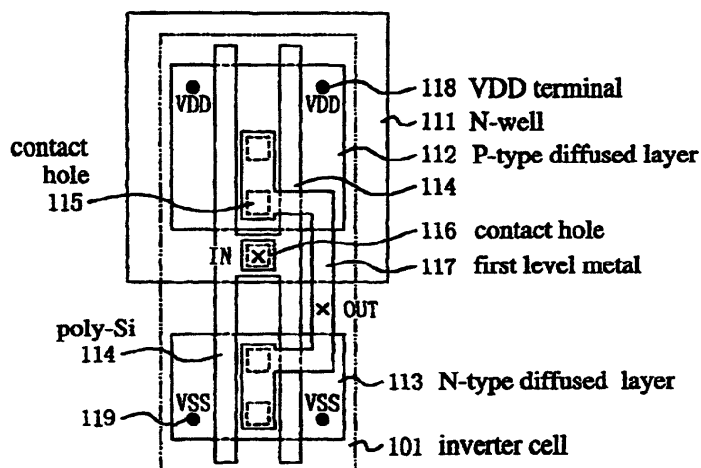 VDD VDD 118 VDD terminal
111 N-well
contact hole 115
112 P-type diffused layer
114
IN 116 contact hole
117 first level metal
OUT
poly-Si 114
113 N-type diffused layer
119 VSS VSS
101 inverter cell